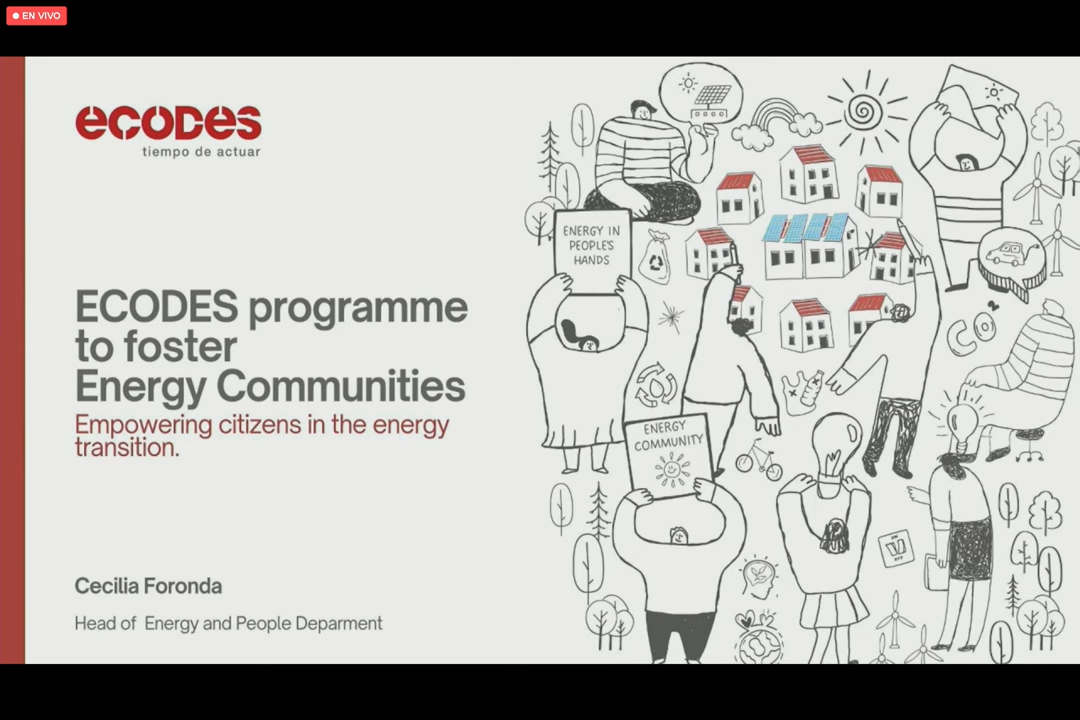 EN VIVO
ecodes
tiempo de actuar
ECODES programme
to foster
Energy Communities
Empowering citizens in the energy
transition.
Cecilia Foronda
Head of Energy and People Deparment
ENERGY IN
PEOPLE'S
HANDS
CO²
ENERGY
COMMUNITY